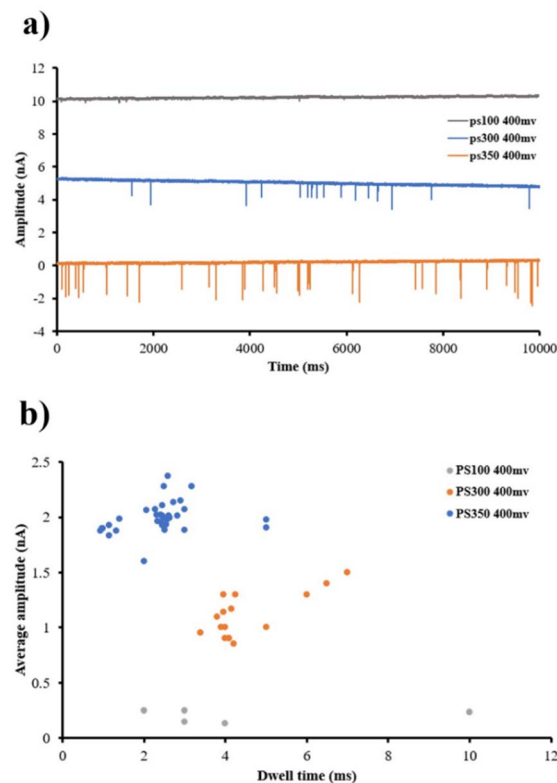 a)
12
10
8
6
4
2
0
-2
-4
Amplitude (nA)
ps100 400mv
ps300 400mv
ps350 400mv
0 2000 4000 6000 8000 10000
Time (ms)
b)
2.5
2
1.5
1
0.5
0
Average amplitude (nA)
PS100 400mv
PS300 400mv
PS350 400mv
0 2 4 6 8 10 12
Dwell time (ms)